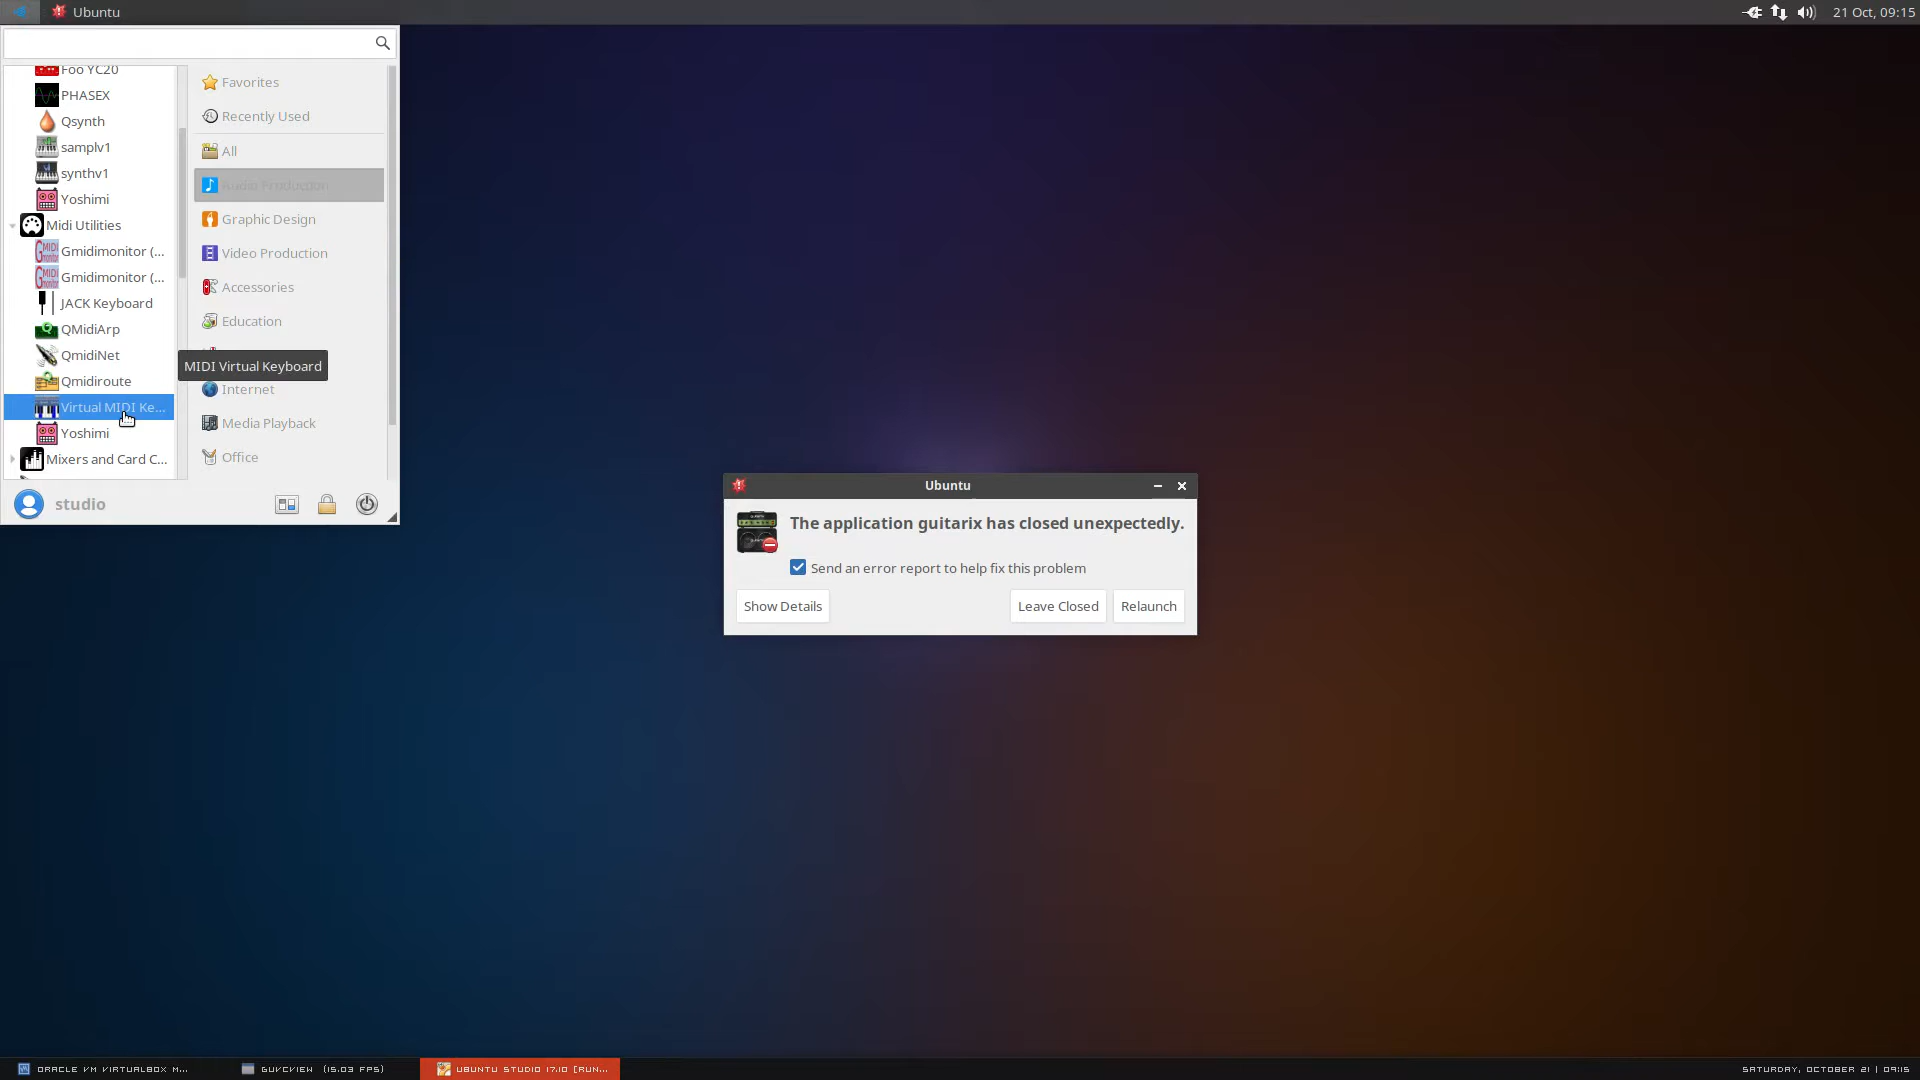 Ubuntu
21 Oct, 09:15
Foo YC20
PHASEX
Qsynth
samplv1
synthv1
Yoshimi
Midi Utilities
Gmidimonitor (...
Gmidimonitor (...
JACK Keyboard
QMidiArp
QmidiNet
Qmidiroute
Virtual MIDI Ke...
Yoshimi
Mixers and Card C...
Favorites
Recently Used
All
Audio Production
Graphic Design
Video Production
Accessories
Education
MIDI Virtual Keyboard
Internet
Media Playback
Office
studio
Ubuntu
The application guitarix has closed unexpectedly.
Send an error report to help fix this problem
Show Details
Leave Closed
Relaunch
ORACLE VM VIRTUALBOX M...
GUVCVIEW (15.03 FPS)
UBUNTU STUDIO 17.10 [RUN...
SATURDAY, OCTOBER 21 | 09:15